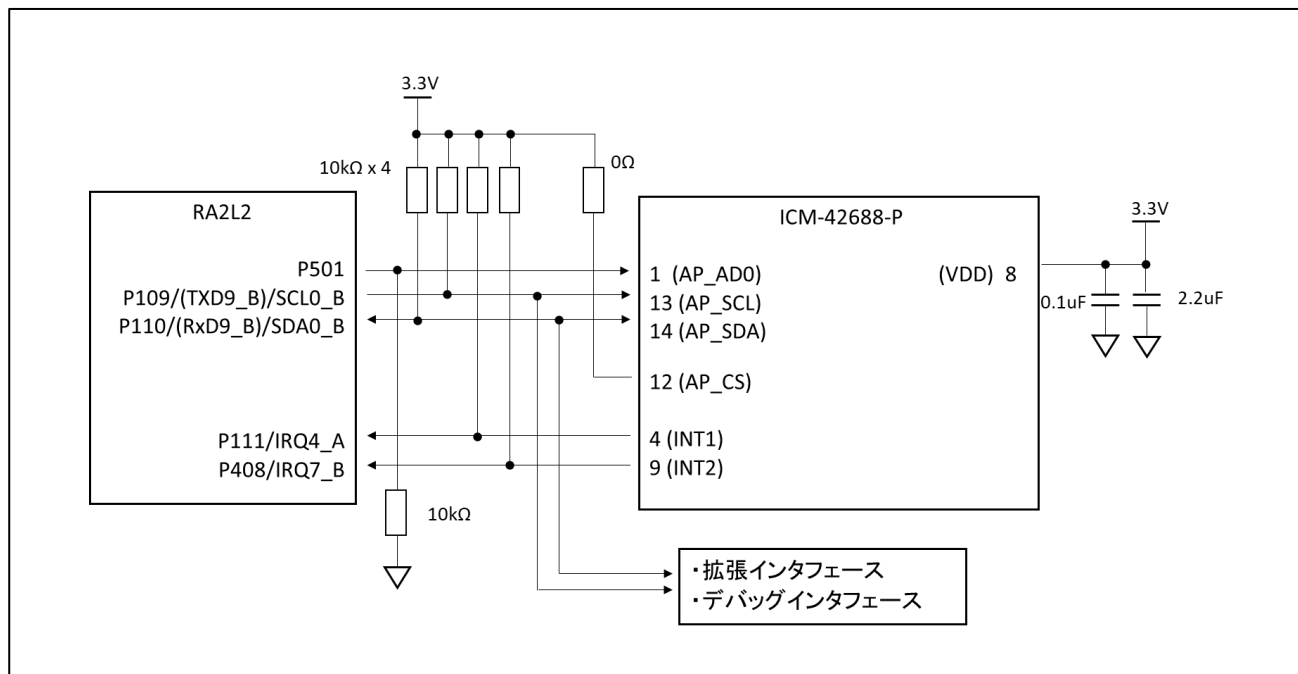 3.3V
10kΩ x 4
0Ω
RA2L2
P501
P109/(TXD9_B)/SCL0_B
P110/(RxD9_B)/SDA0_B
P111/IRQ4_A
P408/IRQ7_B
10kΩ
ICM-42688-P
1 (AP_AD0)
13 (AP_SCL)
14 (AP_SDA)
12 (AP_CS)
4 (INT1)
9 (INT2)
(VDD) 8
3.3V
0.1uF
2.2uF
・拡張インタフェース
・デバッグインタフェース